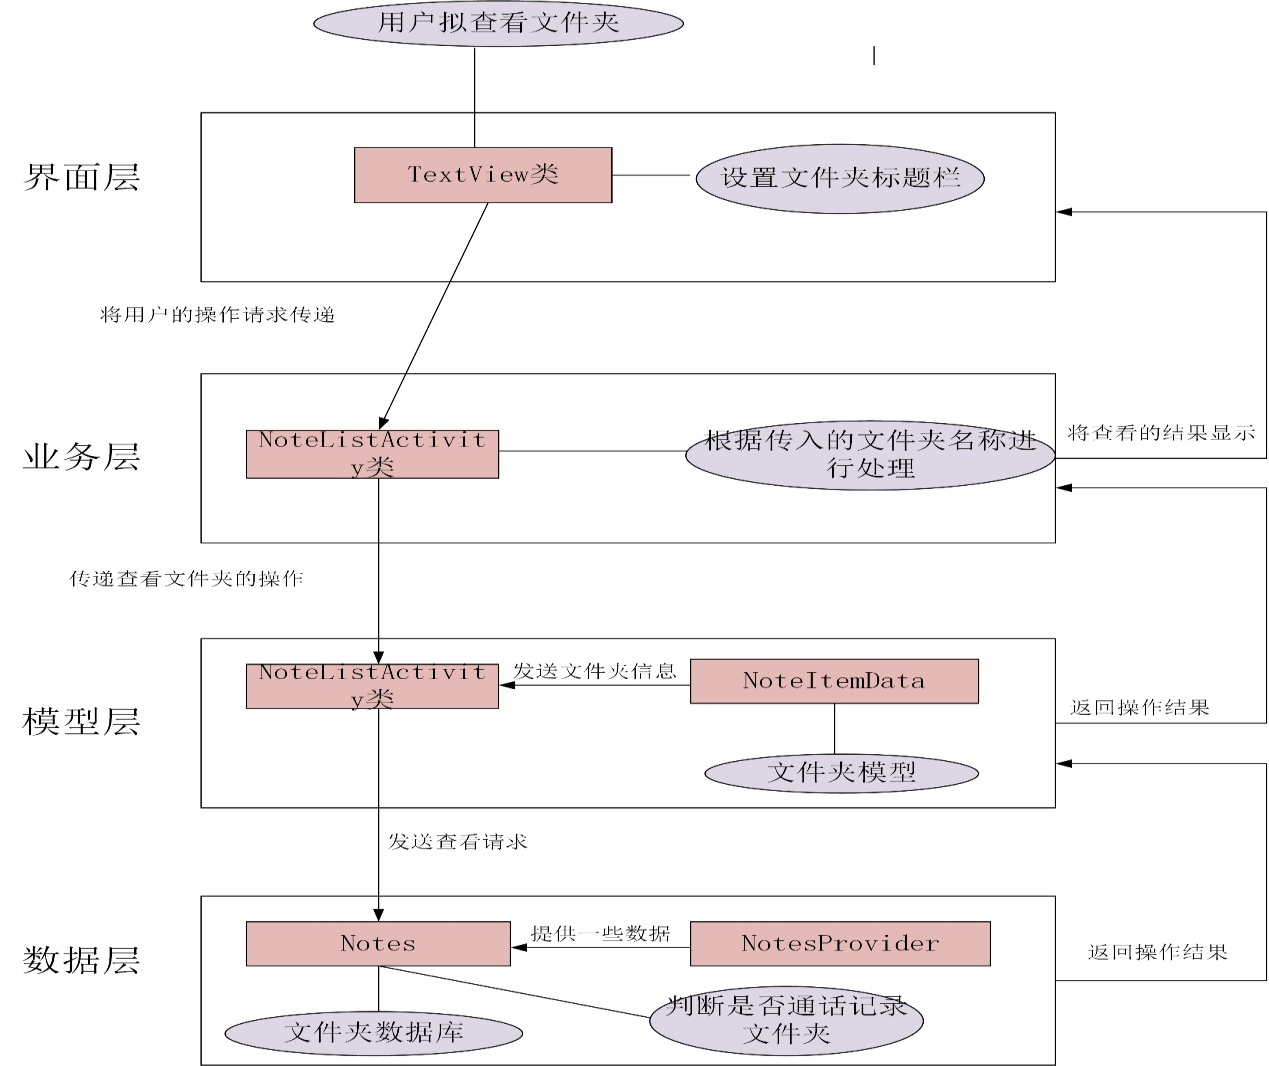 用户拟查看文件夹
界面层
TextView类
设置文件夹标题栏
将用户的操作请求传递
业务层
NoteListActivit
y类
根据传入的文件夹名称进
行处理
将查看的结果显示
传递查看文件夹的操作
模型层
NoteListActivit
y类
发送文件夹信息
NoteItemData
文件夹模型
返回操作结果
发送查看请求
数据层
Notes
提供一些数据
NotesProvider
返回操作结果
文件夹数据库
判断是否通话记录
文件夹